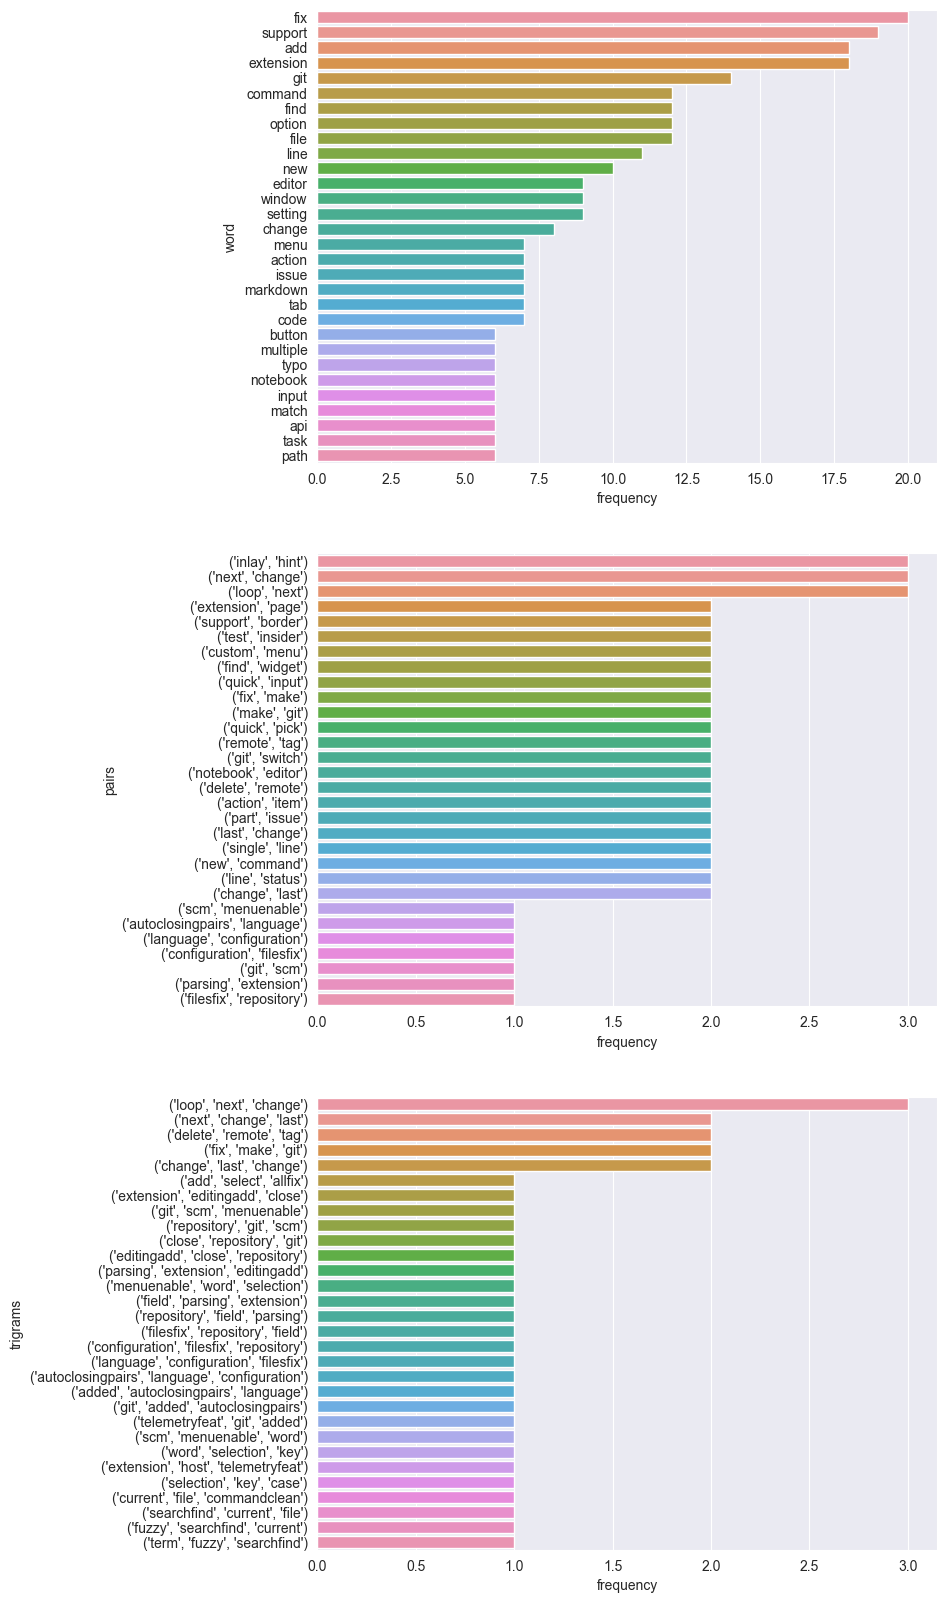 fix
support
add
extension
git
command
find
option
file
line
new
editor
window
setting
change
menu
action
issue
markdown
tab
code
button
multiple
typo
notebook
input
match
api
task
path
word
0.0 2.5 5.0 7.5 10.0 12.5 15.0 17.5 20.0
frequency
('inlay', 'hint')
('next', 'change')
('loop', 'next')
('extension', 'page')
('support', 'border')
('test', 'insider')
('custom', 'menu')
('find', 'widget')
('quick', 'input')
('fix', 'make')
('make', 'git')
('quick', 'pick')
('remote', 'tag')
('git', 'switch')
('notebook', 'editor')
('delete', 'remote')
('action', 'item')
('part', 'issue')
('last', 'change')
('single', 'line')
('new', 'command')
('line', 'status')
('change', 'last')
('scm', 'menuenable')
('autoclosingpairs', 'language')
('language', 'configuration')
('configuration', 'filesfix')
('git', 'scm')
('parsing', 'extension')
('filesfix', 'repository')
pairs
0.0 0.5 1.0 1.5 2.0 2.5 3.0
frequency
('loop', 'next', 'change')
('next', 'change', 'last')
('delete', 'remote', 'tag')
('fix', 'make', 'git')
('change', 'last', 'change')
('add', 'select', 'allfix')
('extension', 'editingadd', 'close')
('git', 'scm', 'menuenable')
('repository', 'git', 'scm')
('close', 'repository', 'git')
('editingadd', 'close', 'repository')
('parsing', 'extension', 'editingadd')
('menuenable', 'word', 'selection')
('field', 'parsing', 'extension')
('repository', 'field', 'parsing')
('filesfix', 'repository', 'field')
('configuration', 'filesfix', 'repository')
('language', 'configuration', 'filesfix')
('autoclosingpairs', 'language', 'configuration')
('added', 'autoclosingpairs', 'language')
('git', 'added', 'autoclosingpairs')
('telemetryfeat', 'git', 'added')
('scm', 'menuenable', 'word')
('word', 'selection', 'key')
('extension', 'host', 'telemetryfeat')
('selection', 'key', 'case')
('current', 'file', 'commandclean')
('searchfind', 'current', 'file')
('fuzzy', 'searchfind', 'current')
('term', 'fuzzy', 'searchfind')
trigrams
0.0 0.5 1.0 1.5 2.0 2.5 3.0
frequency